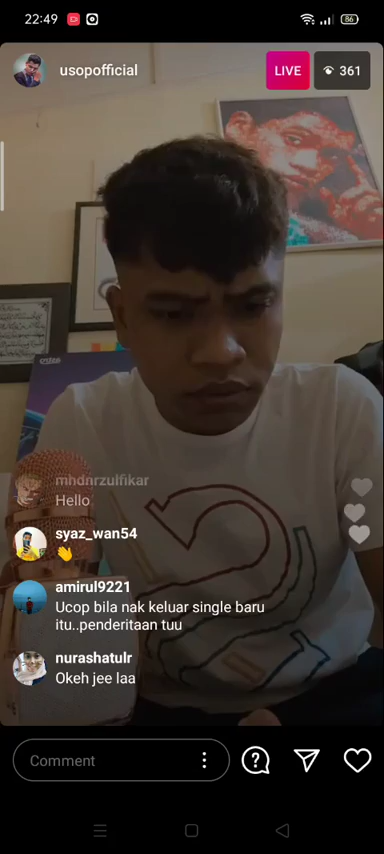 22:49
86
usopofficial
LIVE
361
mhdnrzulfikar
Hello
syaz_wan54
👋
amirul9221
Ucop bila nak keluar single baru
itu..penderitaan tuu
nurashatulr
Okeh jee laa
Comment